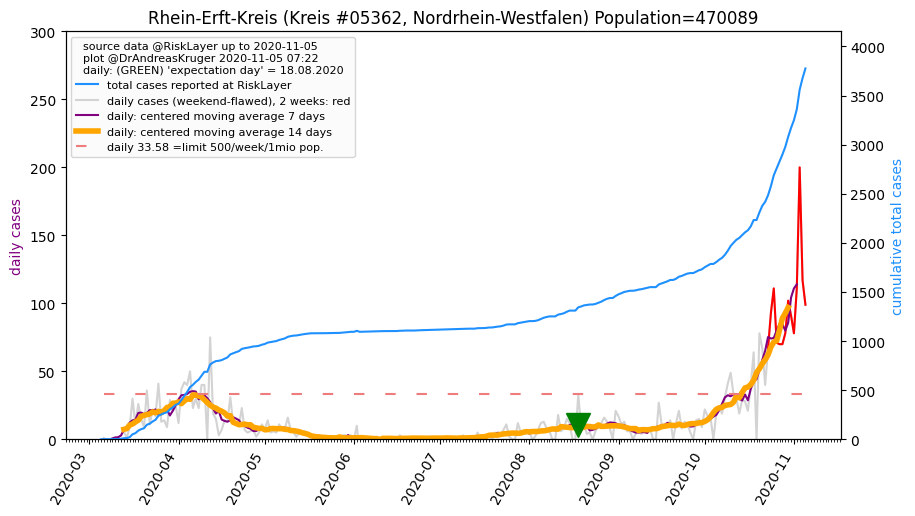 Rhein-Erft-Kreis (Kreis #05362, Nordrhein-Westfalen) Population=470089
source data @RiskLayer up to 2020-11-05
plot @DrAndreasKruger 2020-11-05 07:22
daily: (GREEN) 'expectation day' = 18.08.2020
total cases reported at RiskLayer
daily cases (weekend-flawed), 2 weeks: red
daily: centered moving average 7 days
daily: centered moving average 14 days
daily 33.58 =limit 500/week/1mio pop.
daily cases
300
250
200
150
100
50
0
4000
3500
3000
2500
2000
1500
1000
500
0
cumulative total cases
2020-03
2020-04
2020-05
2020-06
2020-07
2020-08
2020-09
2020-10
2020-11